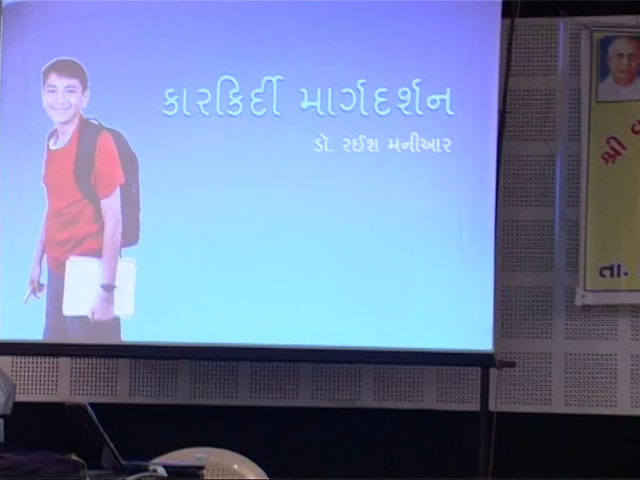 કારકિર્દી માર્ગદર્શન
ડૉ. રઈશ મનીઆર
શ્રી
તા.